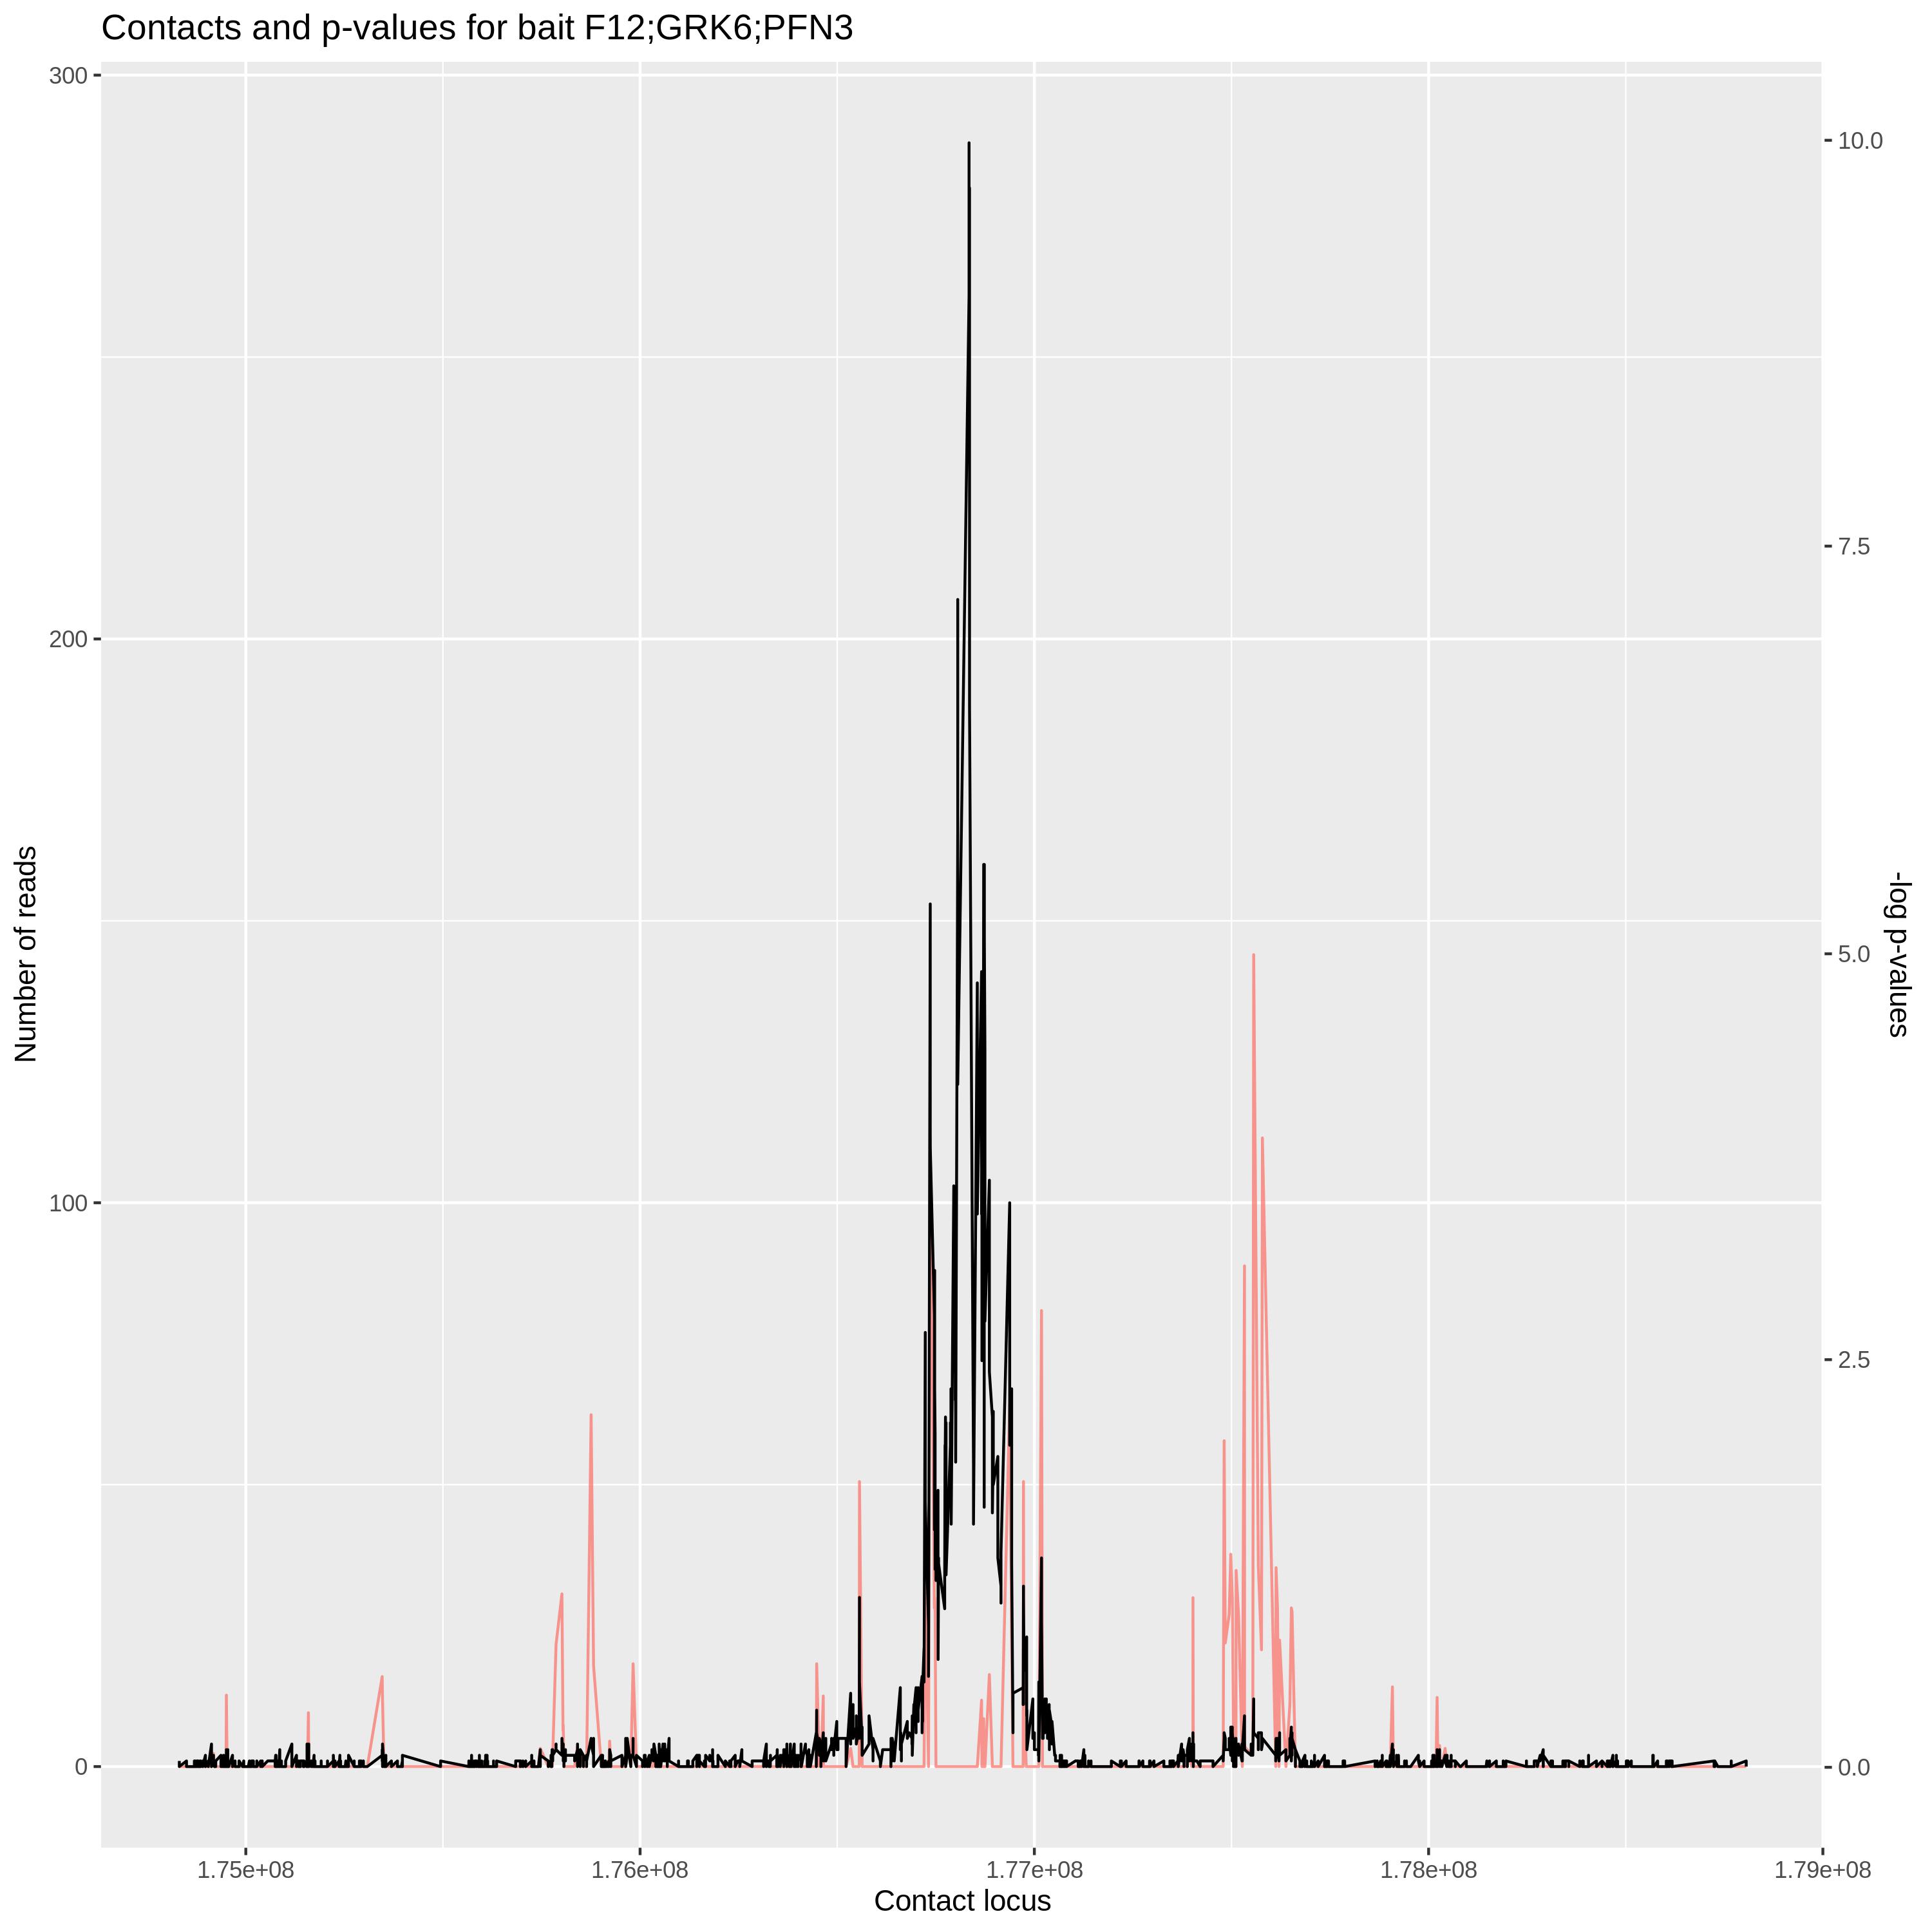 Contacts and p-values for bait F12;GRK6;PFN3
300
200
100
0
Number of reads
10.0
7.5
5.0
2.5
0.0
-log p-values
1.75e+08
1.76e+08
1.77e+08
1.78e+08
1.79e+08
Contact locus